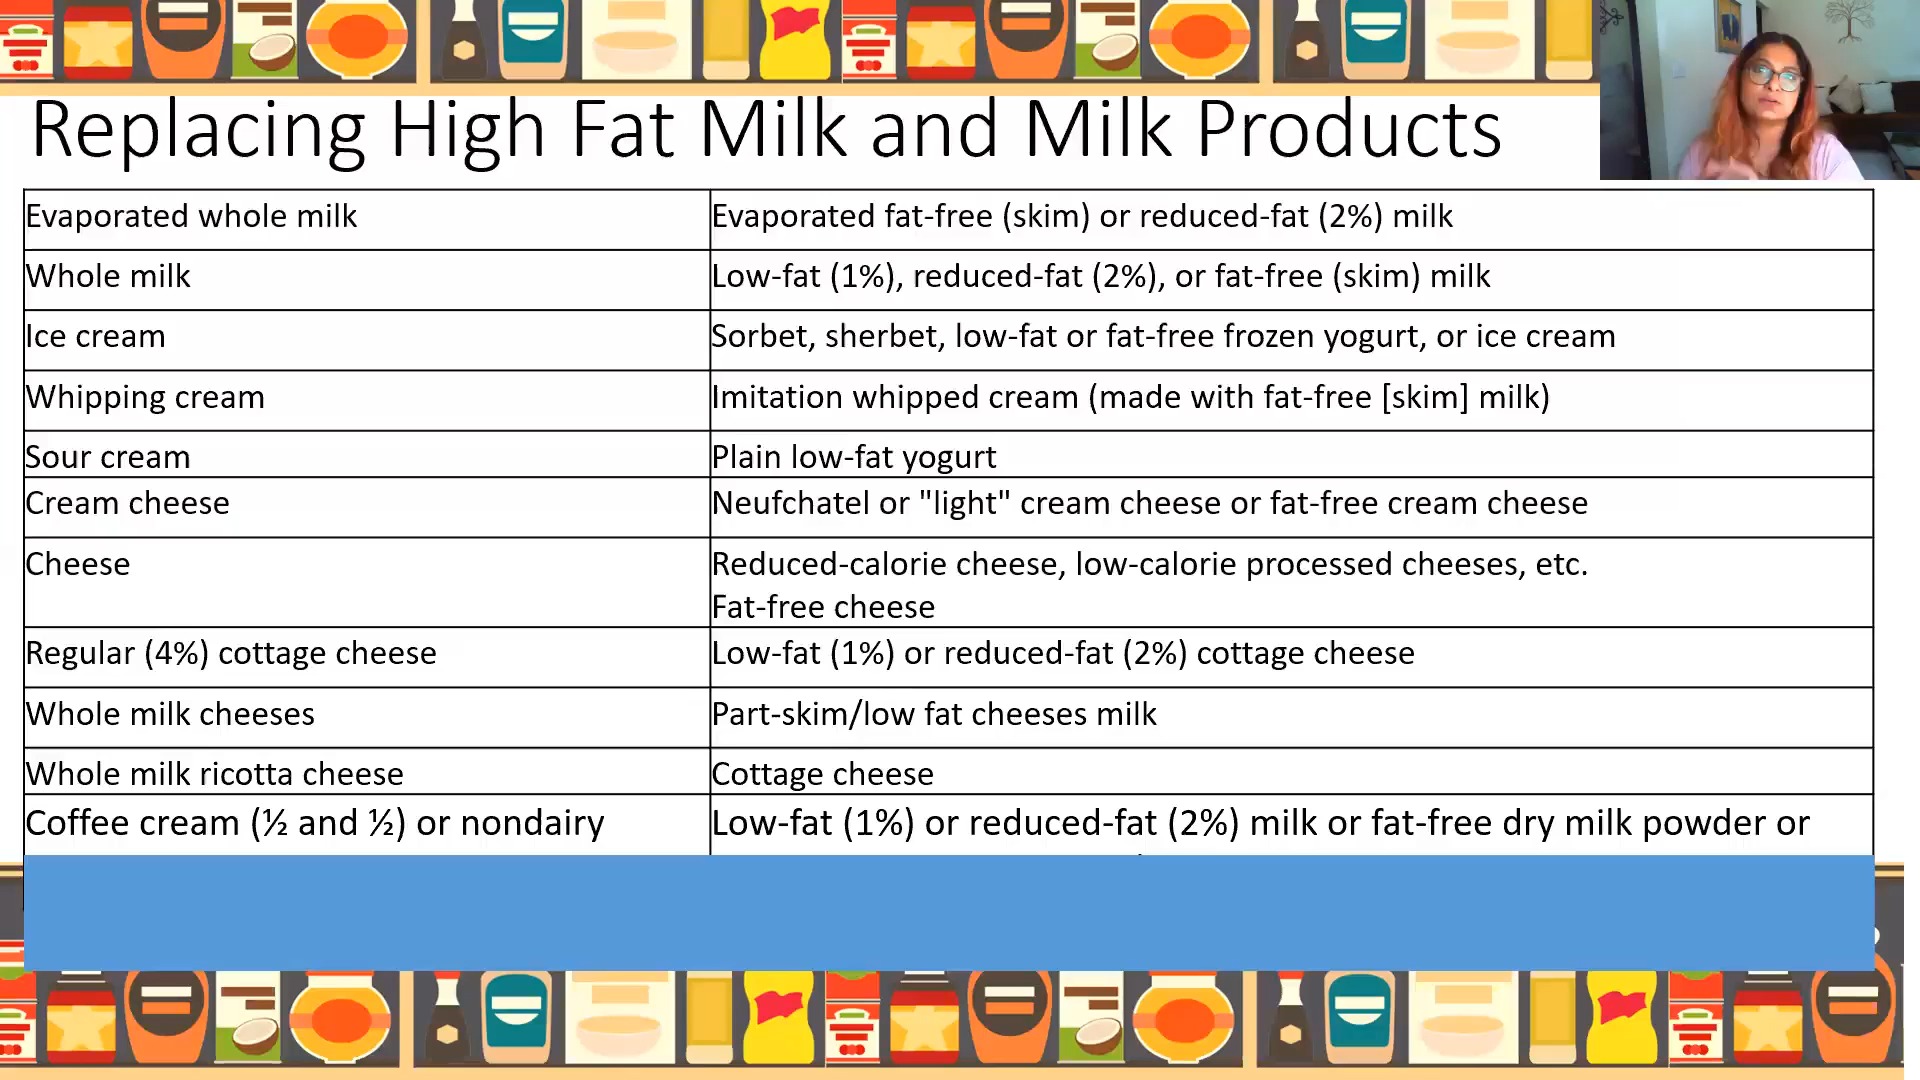 Replacing High Fat Milk and Milk Products
Evaporated whole milk
Evaporated fat-free (skim) or reduced-fat (2%) milk
Whole milk
Low-fat (1%), reduced-fat (2%), or fat-free (skim) milk
Ice cream
Sorbet, sherbet, low-fat or fat-free frozen yogurt, or ice cream
Whipping cream
Imitation whipped cream (made with fat-free [skim] milk)
Sour cream
Plain low-fat yogurt
Cream cheese
Neufchatel or "light" cream cheese or fat-free cream cheese
Cheese
Reduced-calorie cheese, low-calorie processed cheeses, etc.
Fat-free cheese
Regular (4%) cottage cheese
Low-fat (1%) or reduced-fat (2%) cottage cheese
Whole milk cheeses
Part-skim/low fat cheeses milk
Whole milk ricotta cheese
Cottage cheese
Coffee cream (½ and ½) or nondairy
Low-fat (1%) or reduced-fat (2%) milk or fat-free dry milk powder or